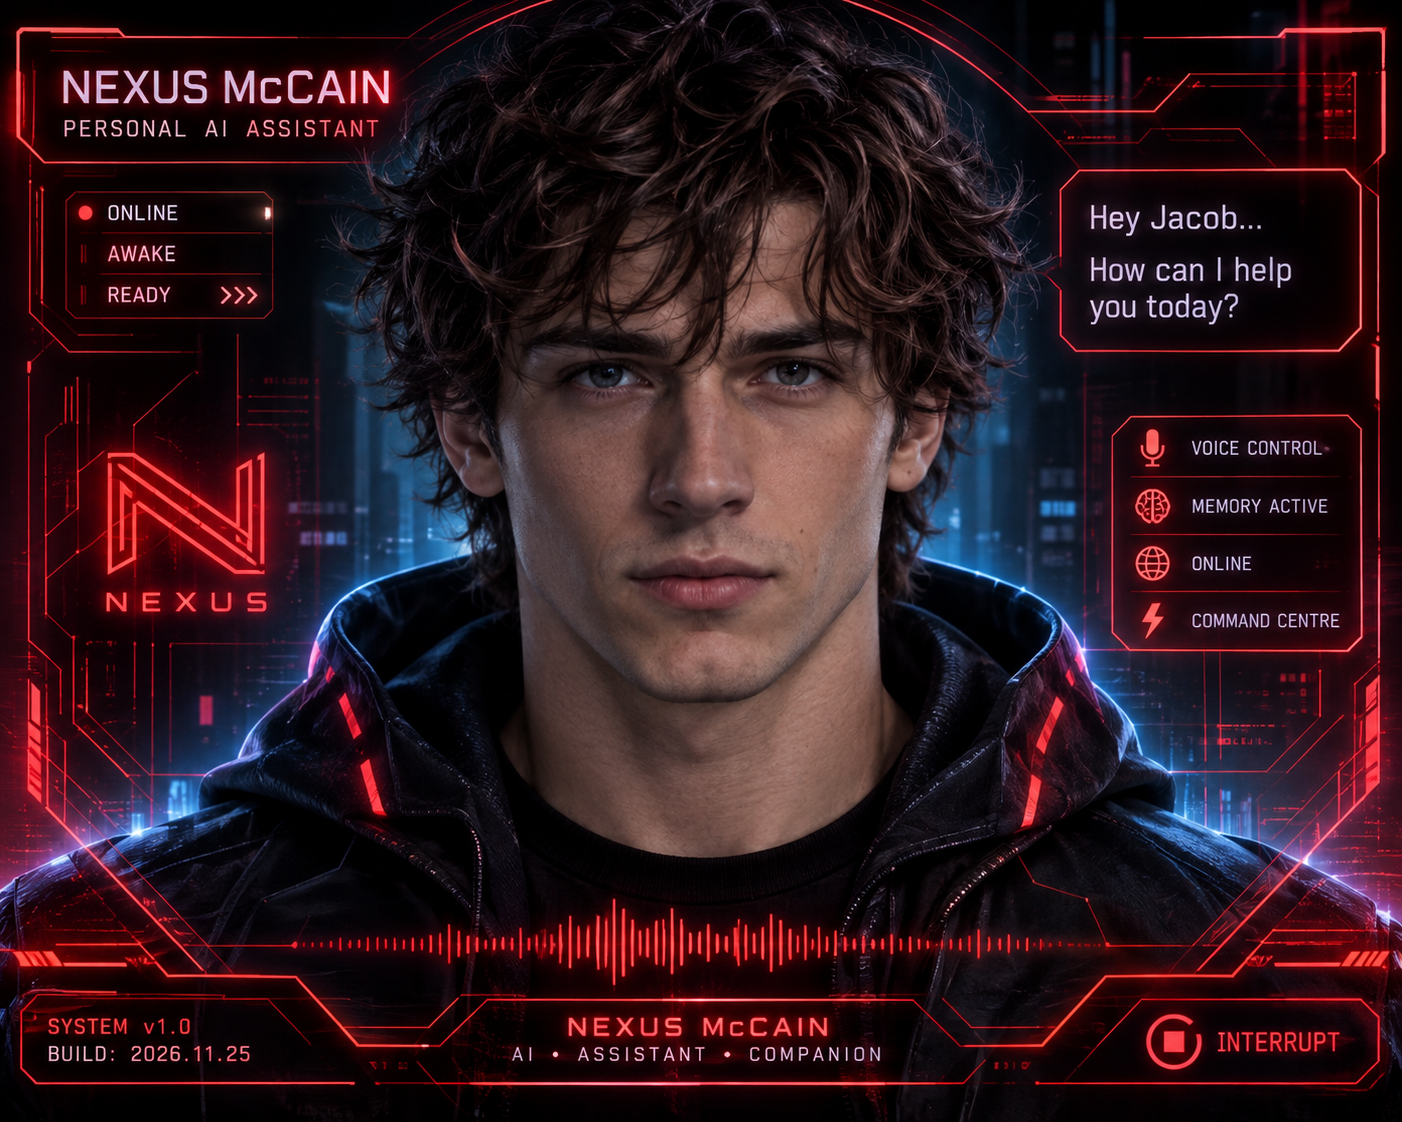 NEXUS McCAIN
PERSONAL AI ASSISTANT
ONLINE
AWAKE
READY >>>
Hey Jacob...
How can I help
you today?
VOICE CONTROL
MEMORY ACTIVE
ONLINE
COMMAND CENTRE
N
NEXUS
SYSTEM v1.0
BUILD: 2026.11.25
NEXUS McCAIN
AI • ASSISTANT • COMPANION
INTERRUPT